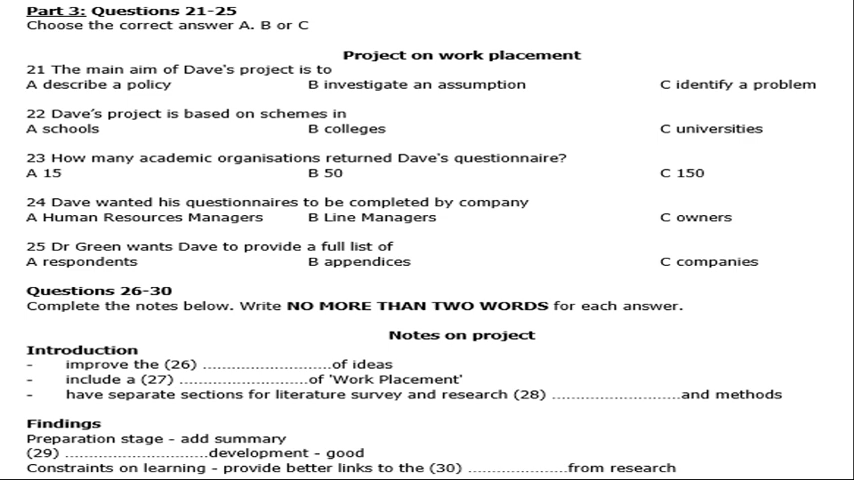 Part 3: Questions 21-25
Choose the correct answer A. B or C
Project on work placement
21 The main aim of Dave's project is to
A describe a policy B investigate an assumption C identify a problem
22 Dave's project is based on schemes in
A schools B colleges C universities
23 How many academic organisations returned Dave's questionnaire?
A 15 B 50 C 150
24 Dave wanted his questionnaires to be completed by company
A Human Resources Managers B Line Managers C owners
25 Dr Green wants Dave to provide a full list of
A respondents B appendices C companies
Questions 26-30
Complete the notes below. Write NO MORE THAN TWO WORDS for each answer.
Notes on project
Introduction
- improve the (26) ..........................of ideas
- include a (27) ..........................of 'Work Placement'
- have separate sections for literature survey and research (28) ..........................and methods
Findings
Preparation stage - add summary
(29) .............................development - good
Constraints on learning - provide better links to the (30) ....................from research